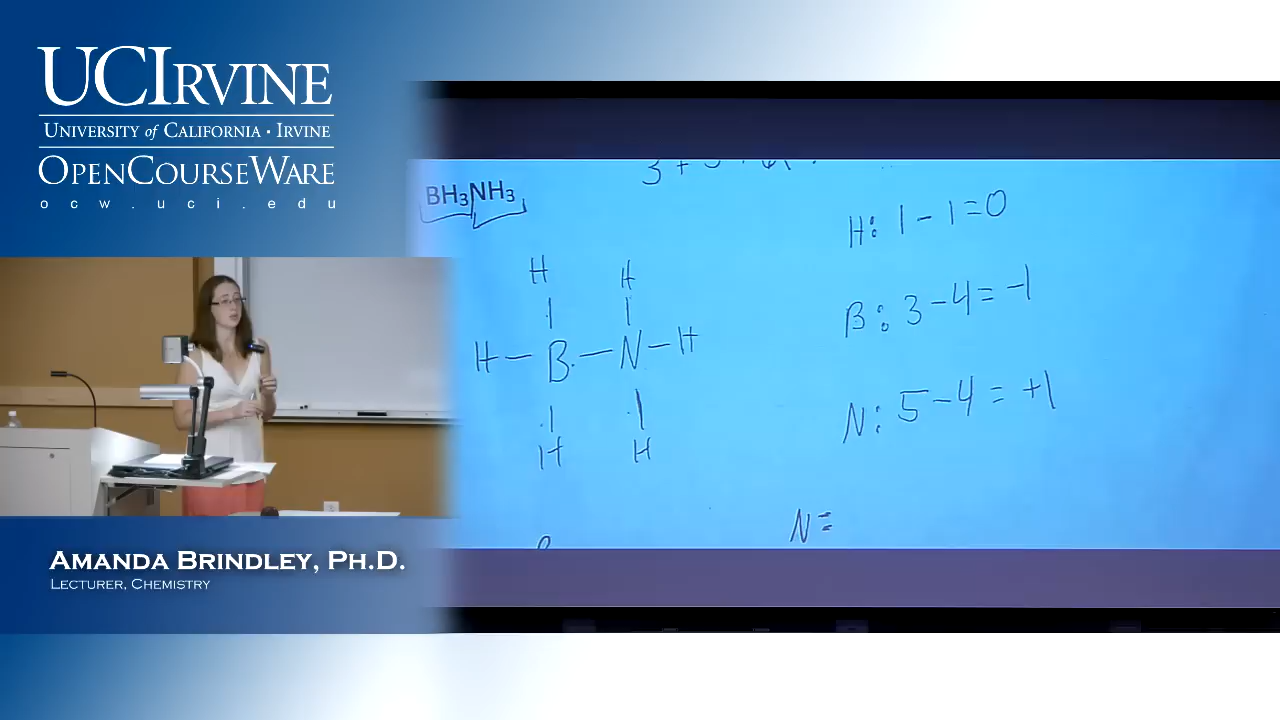 UCIRVINE
UNIVERSITY of CALIFORNIA · IRVINE
OPENCOURSEWARE
ocw.uci.edu
BH₃NH₃
H: 1 - 1 = 0
H H
B: 3 - 4 = -1
H - B - N - H
N: 5 - 4 = +1
H H
N =
AMANDA BRINDLEY, PH.D.
LECTURER, CHEMISTRY